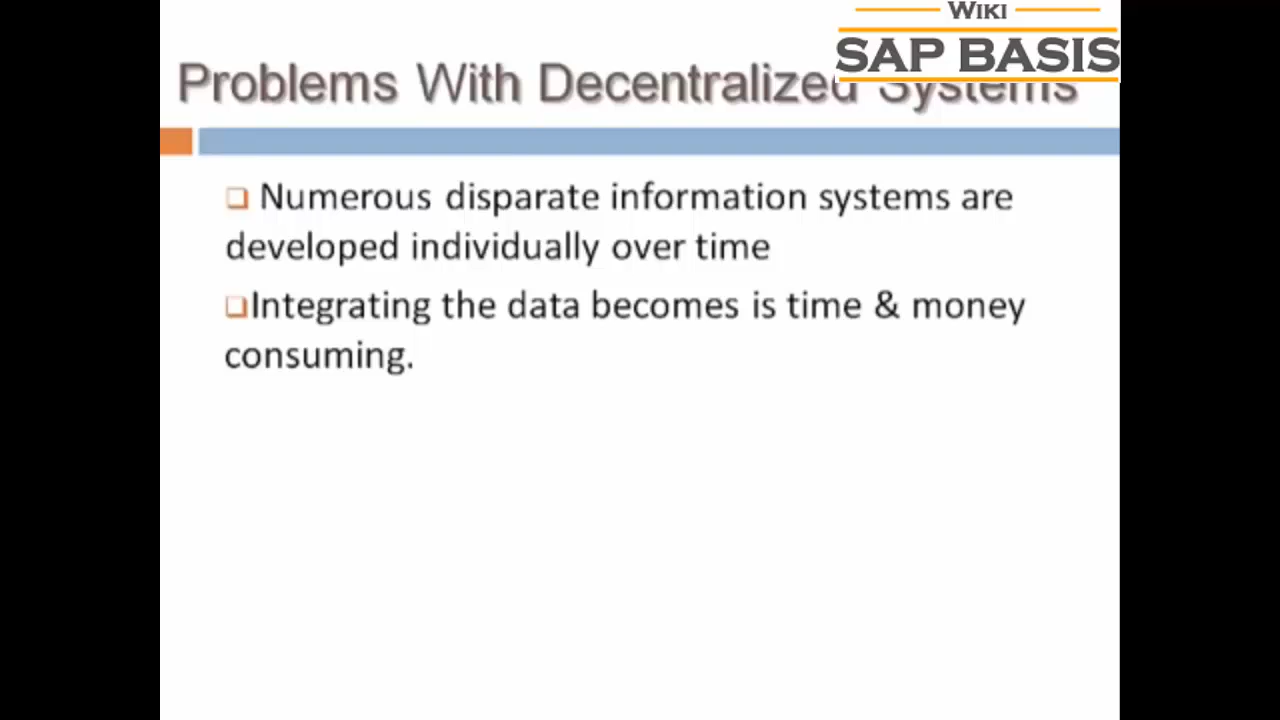 WIKI
SAP BASIS
Problems With Decentralized Systems
Numerous disparate information systems are
developed individually over time
Integrating the data becomes is time & money
consuming.